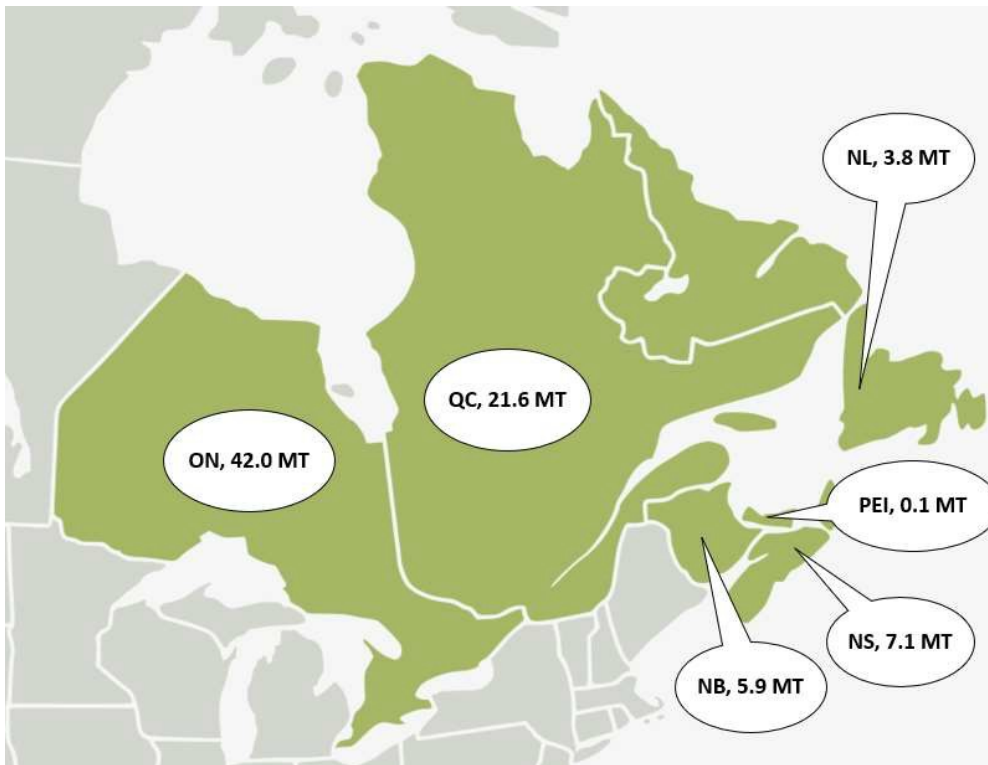 NL, 3.8 MT
QC, 21.6 MT
ON, 42.0 MT
PEI, 0.1 MT
NS, 7.1 MT
NB, 5.9 MT